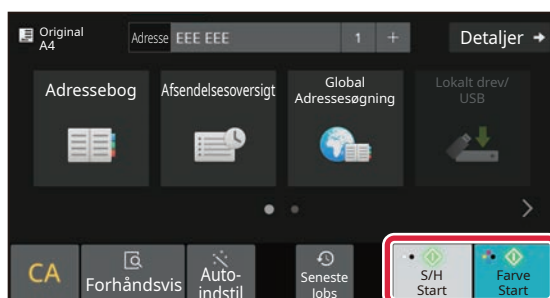 Original
A4
Adresse EEE EEE 1 +
Detaljer
Adressebog
Afsendelsesoversigt
Global
Adressesøgning
Lokalt drev/
USB
CA
Forhåndsvis
Auto-
indstil
Seneste
Jobs
S/H
Start
Farve
Start